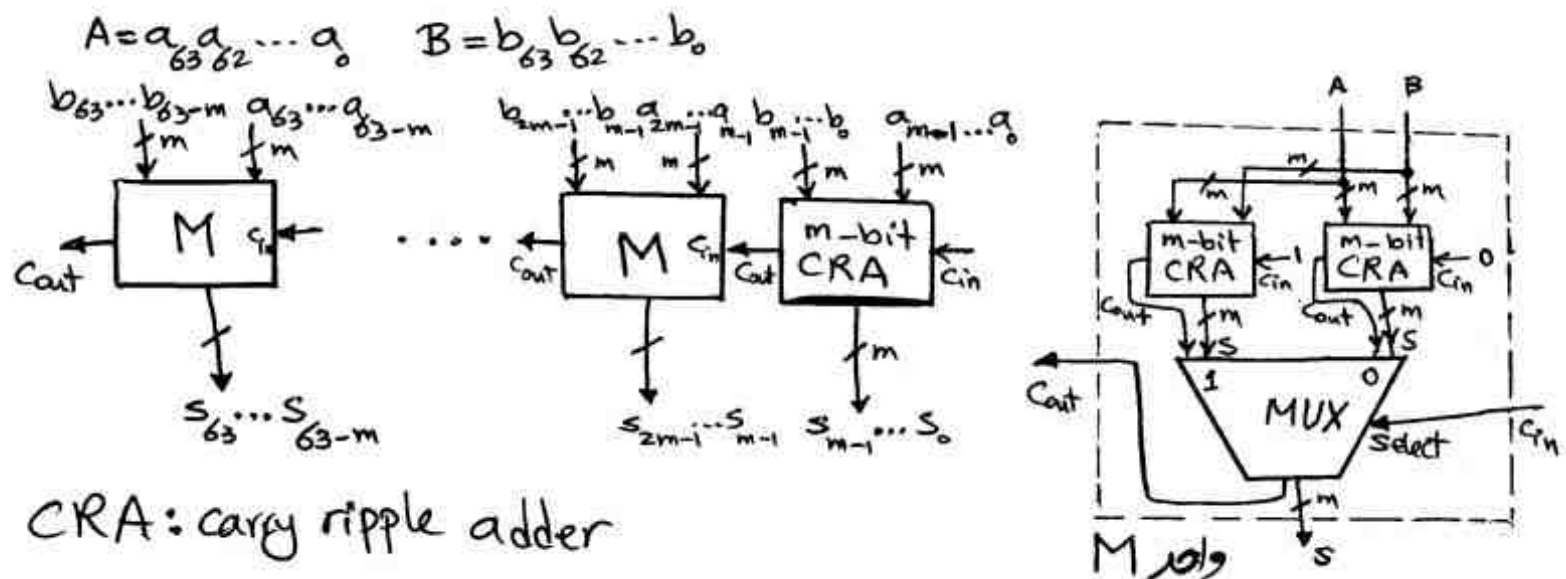 A = a₆₃a₆₂...a₀ B = b₆₃b₆₂...b₀
b₆₃...b₆₃₋ₘ a₆₃...a₆₃₋ₘ
b₂ₘ₋₁...bₘ₋₁ a₂ₘ₋₁...aₘ₋₁ bₘ₋₁...b₀ aₘ₋₁...a₀
m m m m m m
M Cin
Cout
....
M Cin
Cout
m-bit
CRA
Cout Cin
m
S₆₃...S₆₃₋ₘ
S₂ₘ₋₁...Sₘ₋₁ Sₘ₋₁...S₀
CRA: carry ripple adder
A B
m m m m
m-bit
CRA
1
Cin
m-bit
CRA
0
Cin
Cout m Cout m
S S
1 0
MUX
Select
Cin
Cout
m
S
واحد M